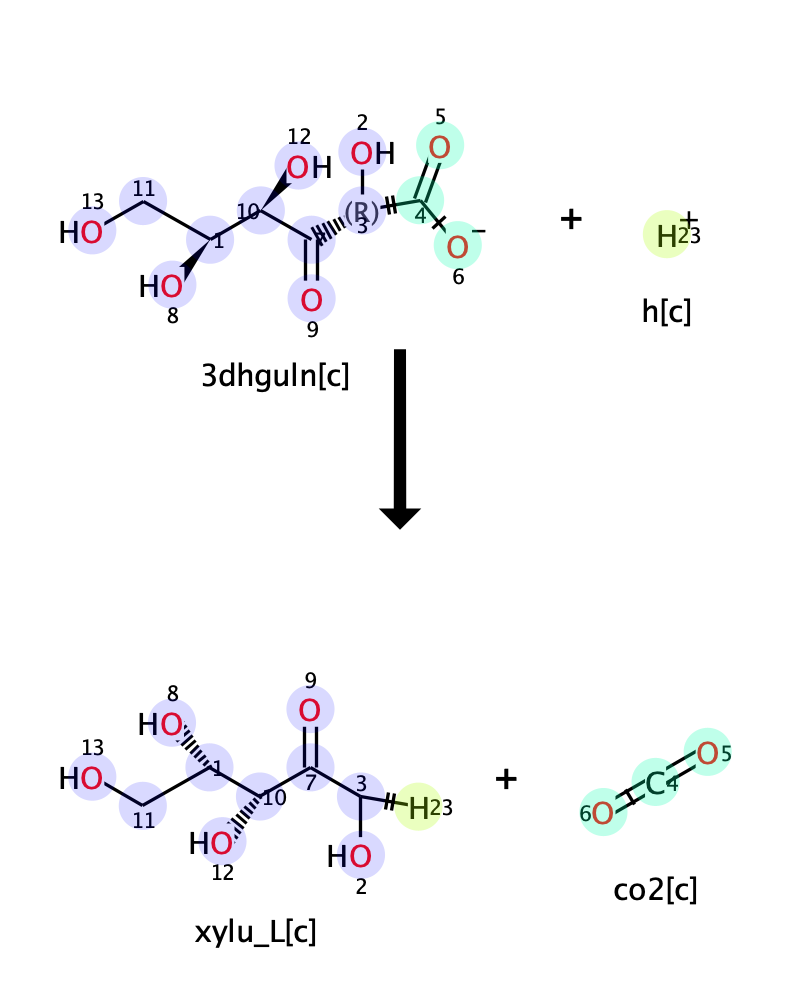 5
2
12
O
OH
OH
11
13
10
(R)
4
3
HO
1
+
H+
23
O−
HO
6
8
O
h[c]
9
3dhguln[c]
9
8
O
HO
13
1
7
3
+
O 5
HO
10
H 23
C 4
11
6 O
HO
HO
12
2
co2[c]
xylu_L[c]